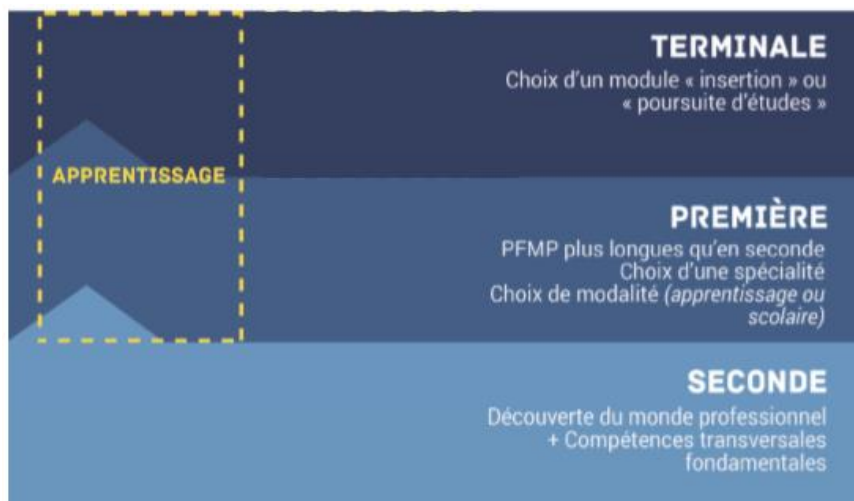 TERMINALE
Choix d'un module « insertion » ou
« poursuite d'études »
APPRENTISSAGE
PREMIÈRE
PFMP plus longues qu'en seconde
Choix d'une spécialité
Choix de modalité (apprentissage ou
scolaire)
SECONDE
Découverte du monde professionnel
+ Compétences transversales
fondamentales